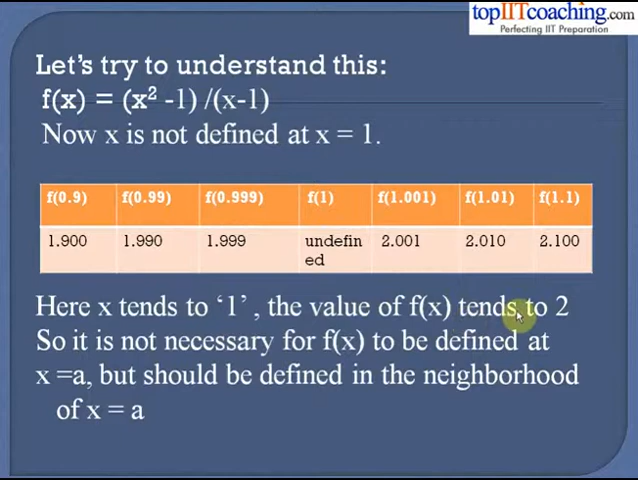 topIITcoaching.com
Perfecting IIT Preparation
Let's try to understand this:
f(x) = (x² -1) /(x-1)
Now x is not defined at x = 1.
f(0.9) f(0.99) f(0.999) f(1) f(1.001) f(1.01) f(1.1)
1.900 1.990 1.999 undefin 2.001 2.010 2.100
ed
Here x tends to ‘1’ , the value of f(x) tends to 2
So it is not necessary for f(x) to be defined at
x =a, but should be defined in the neighborhood
of x = a